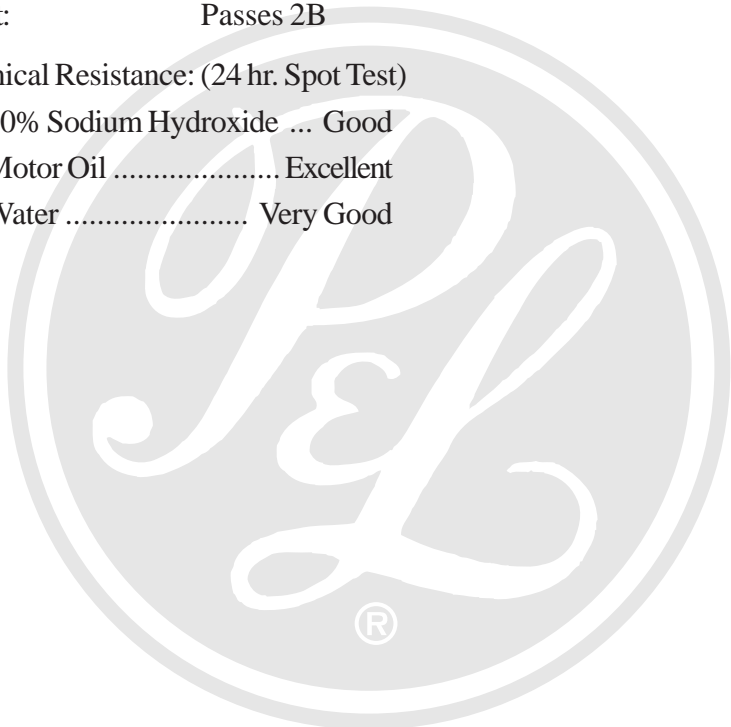 t: Passes 2B
nical Resistance: (24 hr. Spot Test)
0% Sodium Hydroxide ... Good
Motor Oil ..................... Excellent
Water ....................... Very Good
P&L
®